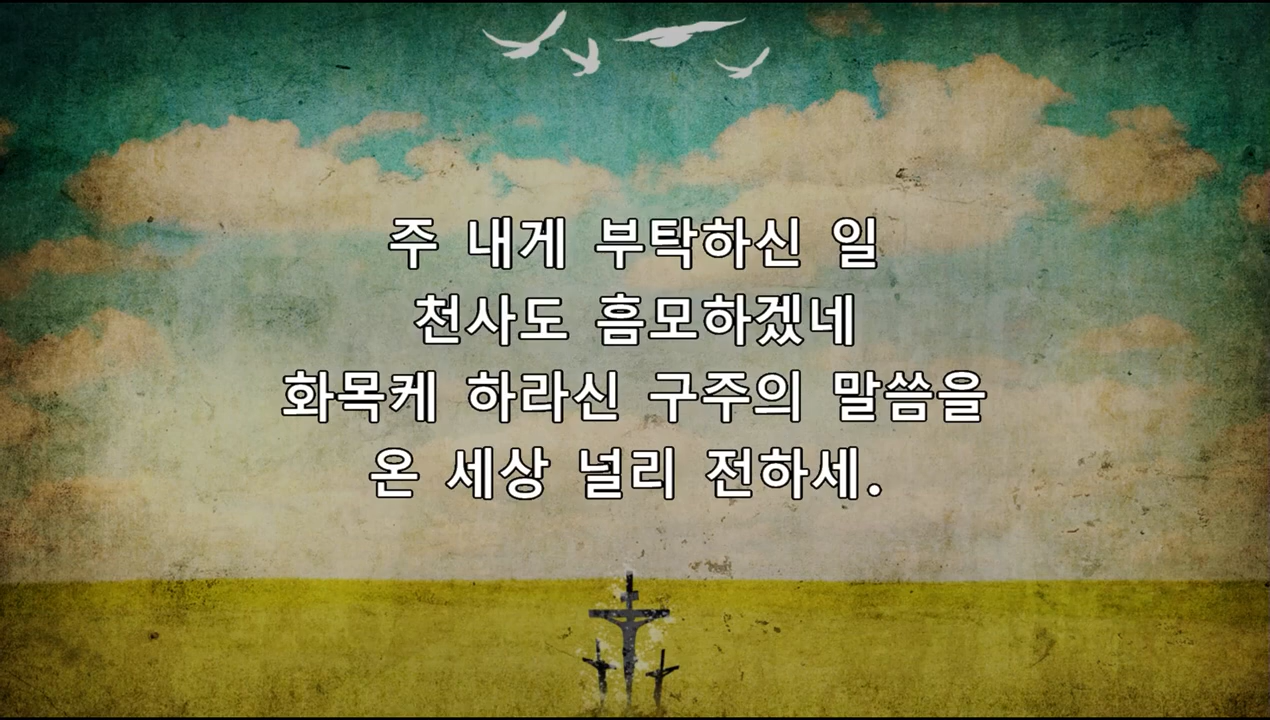 주 내게 부탁하신 일
천사도 흠모하겠네
화목케 하라신 구주의 말씀을
온 세상 널리 전하세.